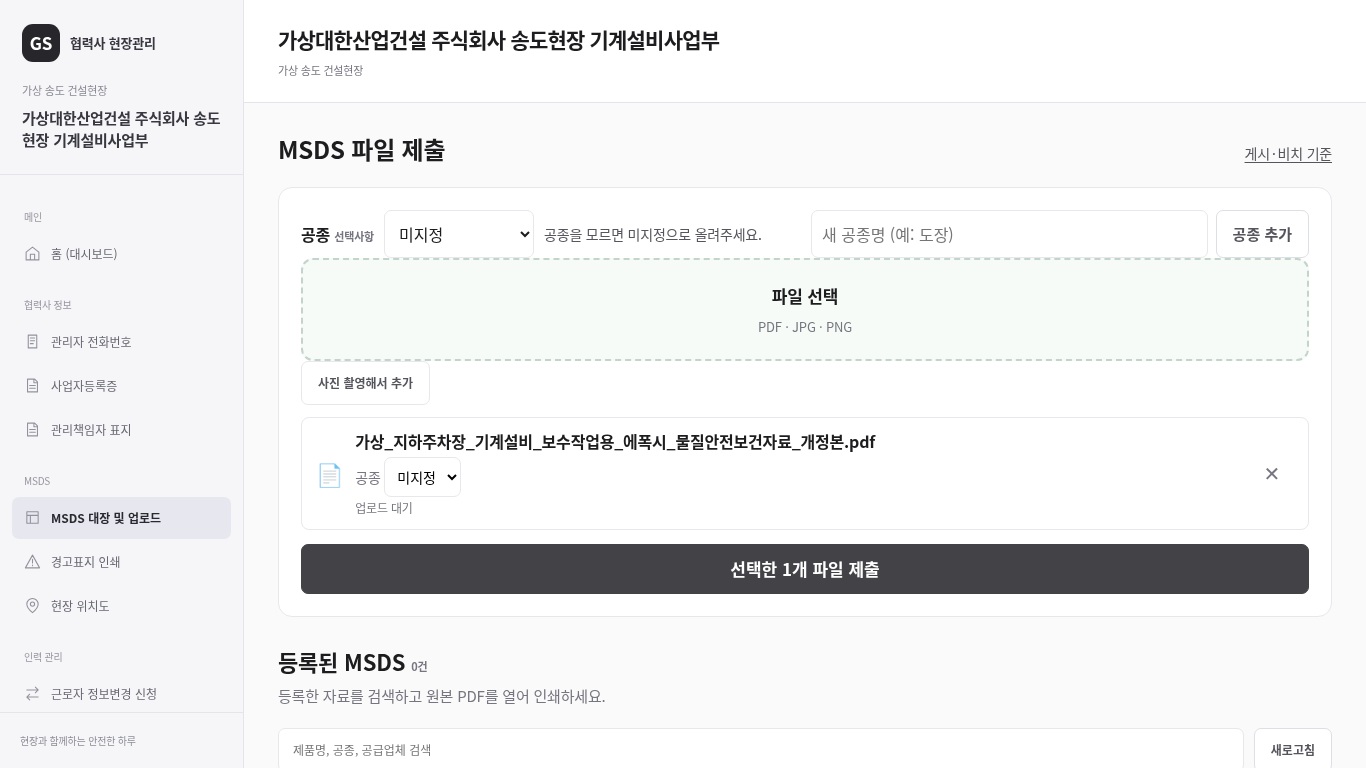 GS 협력사 현장관리
가상 송도 건설현장
가상대한산업건설 주식회사 송도
현장 기계설비사업부
메인
홈 (대시보드)
협력사 정보
관리자 전화번호
사업자등록증
관리책임자 표지
MSDS
MSDS 대장 및 업로드
경고표지 인쇄
현장 위치도
인력 관리
근로자 정보변경 신청
현장과 함께하는 안전한 하루
가상대한산업건설 주식회사 송도현장 기계설비사업부
가상 송도 건설현장
MSDS 파일 제출
게시·비치 기준
공종 선택사항 미지정 공종을 모르면 미지정으로 올려주세요. 새 공종명 (예: 도장) 공종 추가
파일 선택
PDF · JPG · PNG
사진 촬영해서 추가
가상_지하주차장_기계설비_보수작업용_에폭시_물질안전보건자료_개정본.pdf
공종 미지정
업로드 대기
선택한 1개 파일 제출
등록된 MSDS 0건
등록한 자료를 검색하고 원본 PDF를 열어 인쇄하세요.
제품명, 공종, 공급업체 검색 새로고침